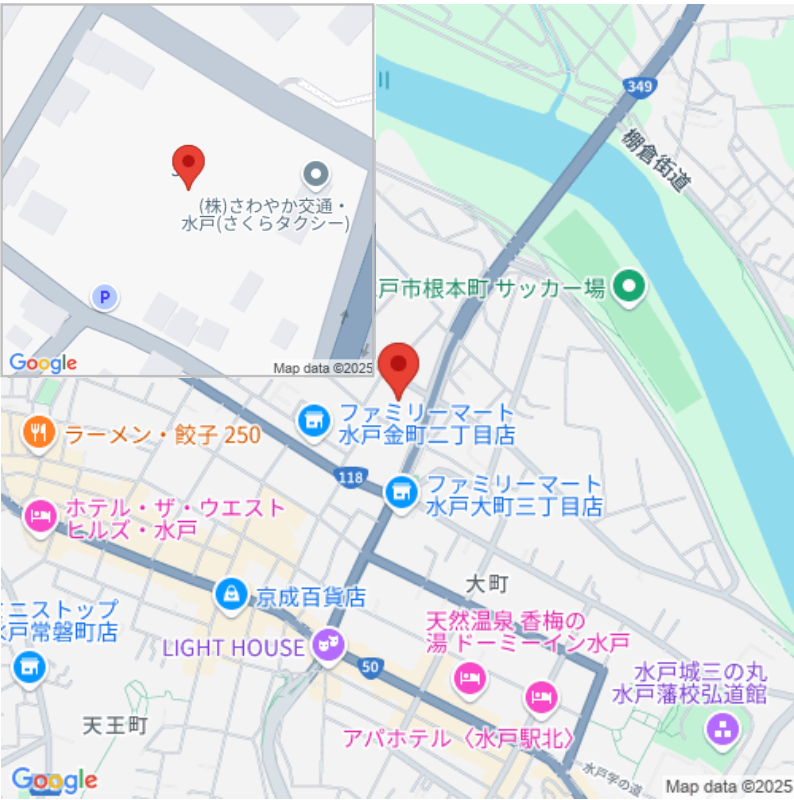 (株)さわやか交通・
水戸(さくらタクシー)
P
Google
Map data ©2025
349
棚倉街道
戸市根本町 サッカー場
ファミリーマート
水戸金町二丁目店
ラーメン・餃子 250
118
ファミリーマート
水戸大町三丁目店
ホテル・ザ・ウエスト
ヒルズ・水戸
大町
京成百貨店
ニストップ
水戸常磐町店
天然温泉 香梅の
湯 ドーミーイン水戸
LIGHT HOUSE
50
水戸城三の丸
水戸藩校弘道館
天王町
アパホテル〈水戸駅北〉
水戸学の道
Google
Map data ©2025